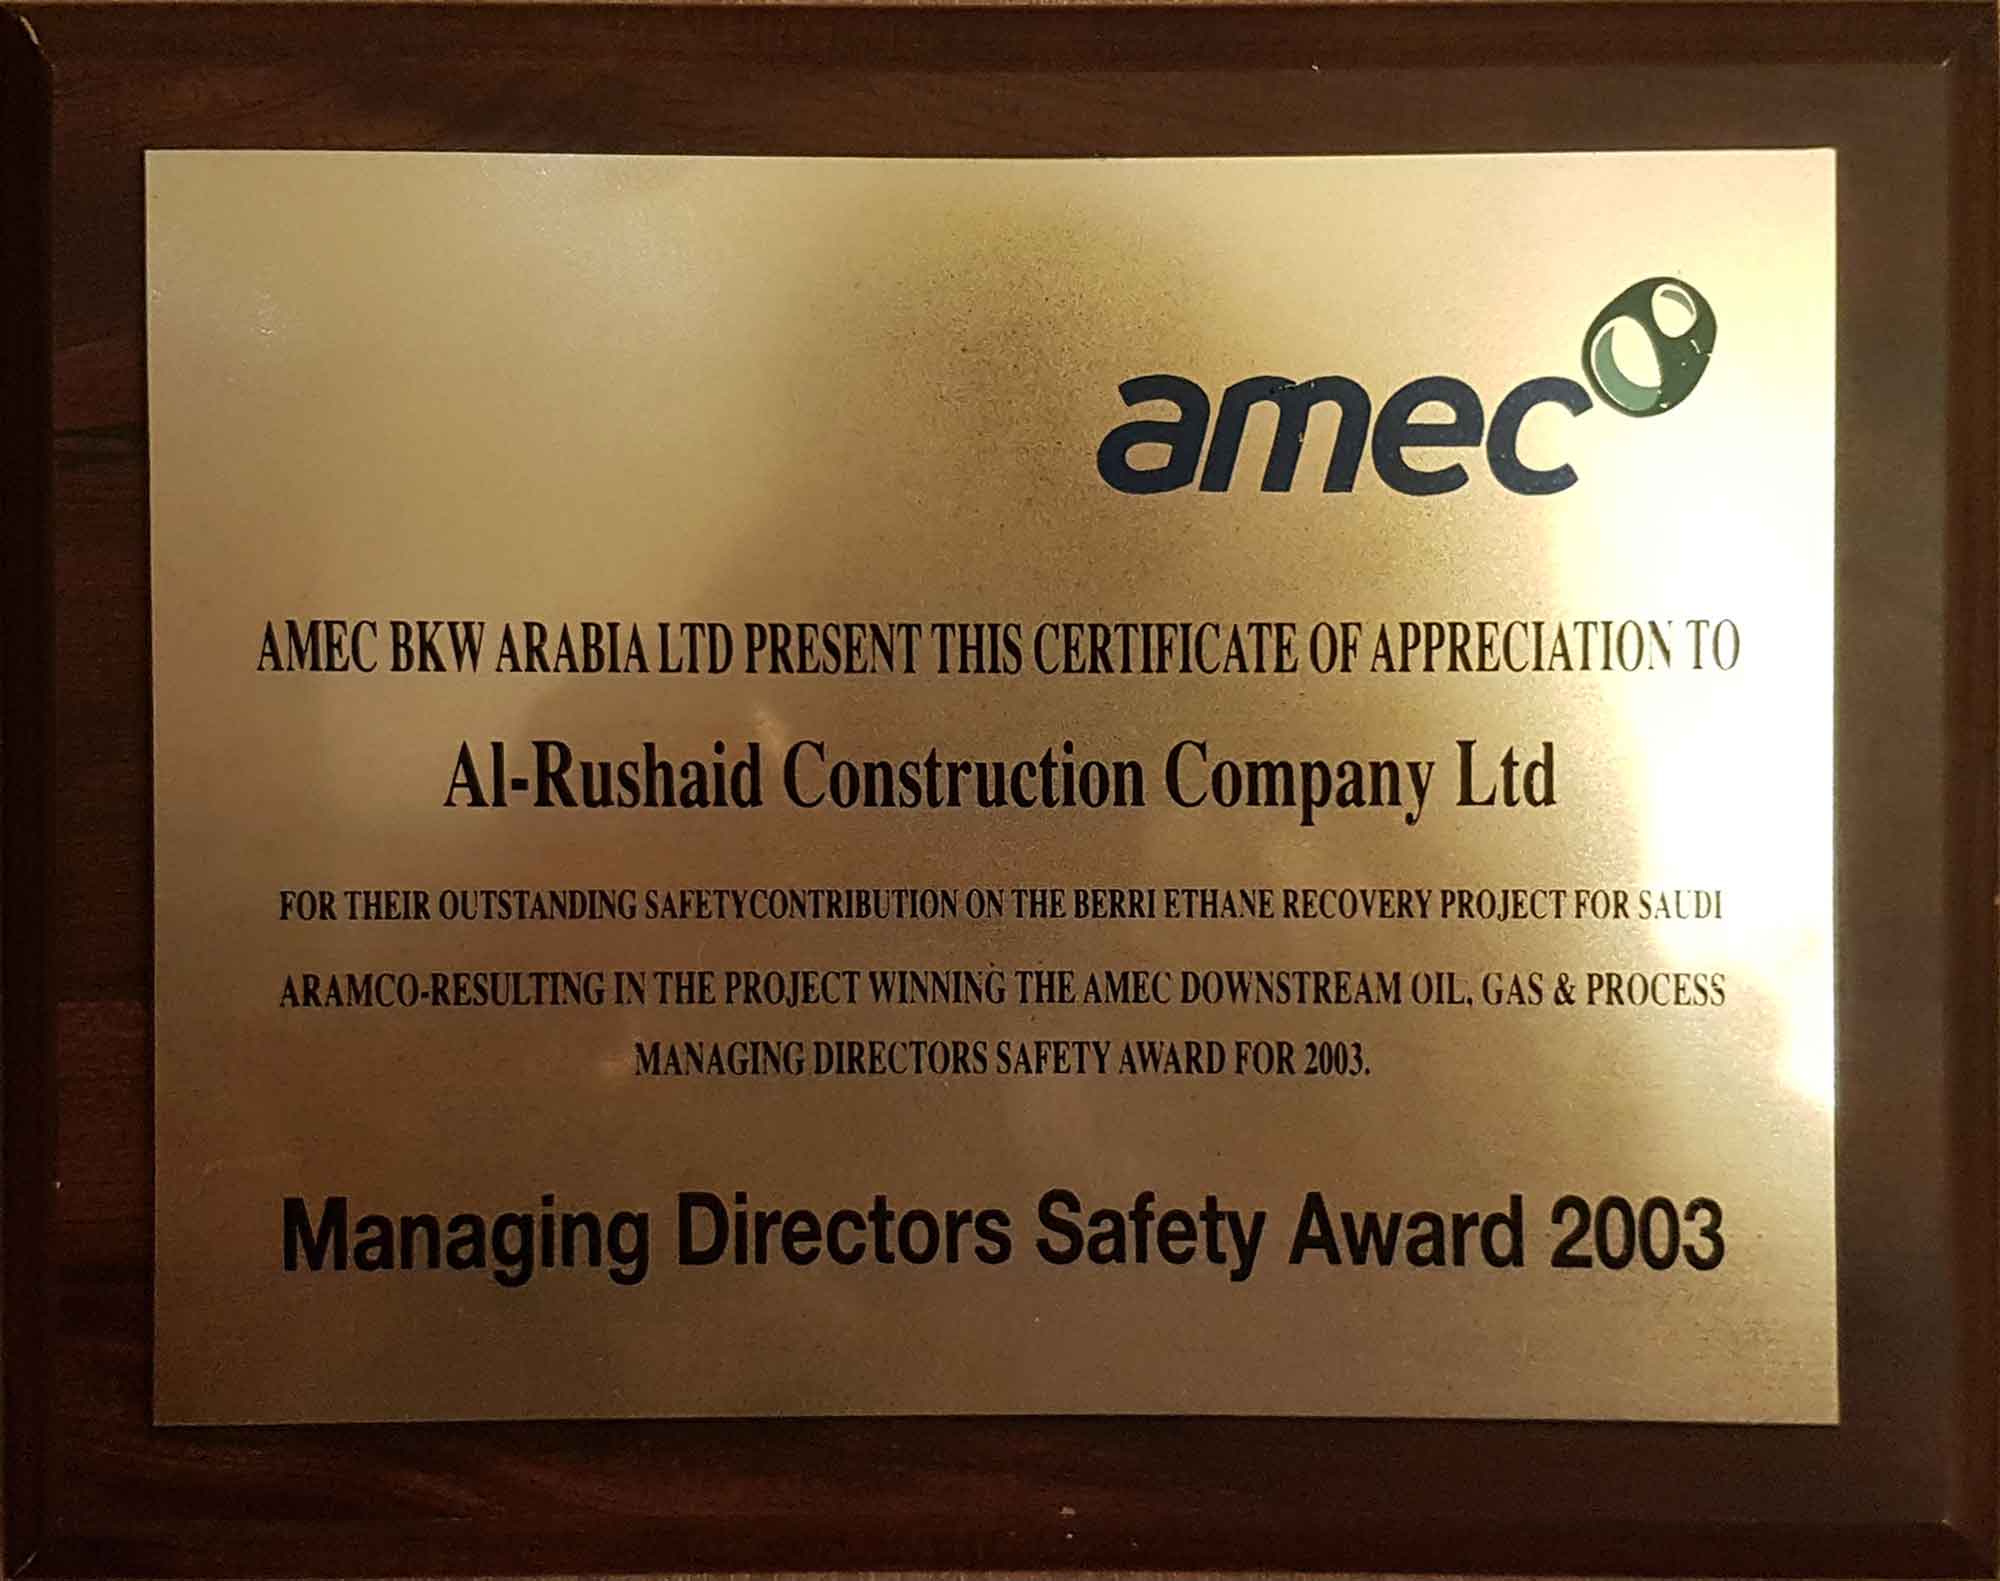 amec
AMEC BKW ARABIA LTD PRESENT THIS CERTIFICATE OF APPRECIATION TO
Al-Rushaid Construction Company Ltd
FOR THEIR OUTSTANDING SAFETYCONTRIBUTION ON THE BERRI ETHANE RECOVERY PROJECT FOR SAUDI
ARAMCO-RESULTING IN THE PROJECT WINNING THE AMEC DOWNSTREAM OIL, GAS & PROCESS
MANAGING DIRECTORS SAFETY AWARD FOR 2003.
Managing Directors Safety Award 2003